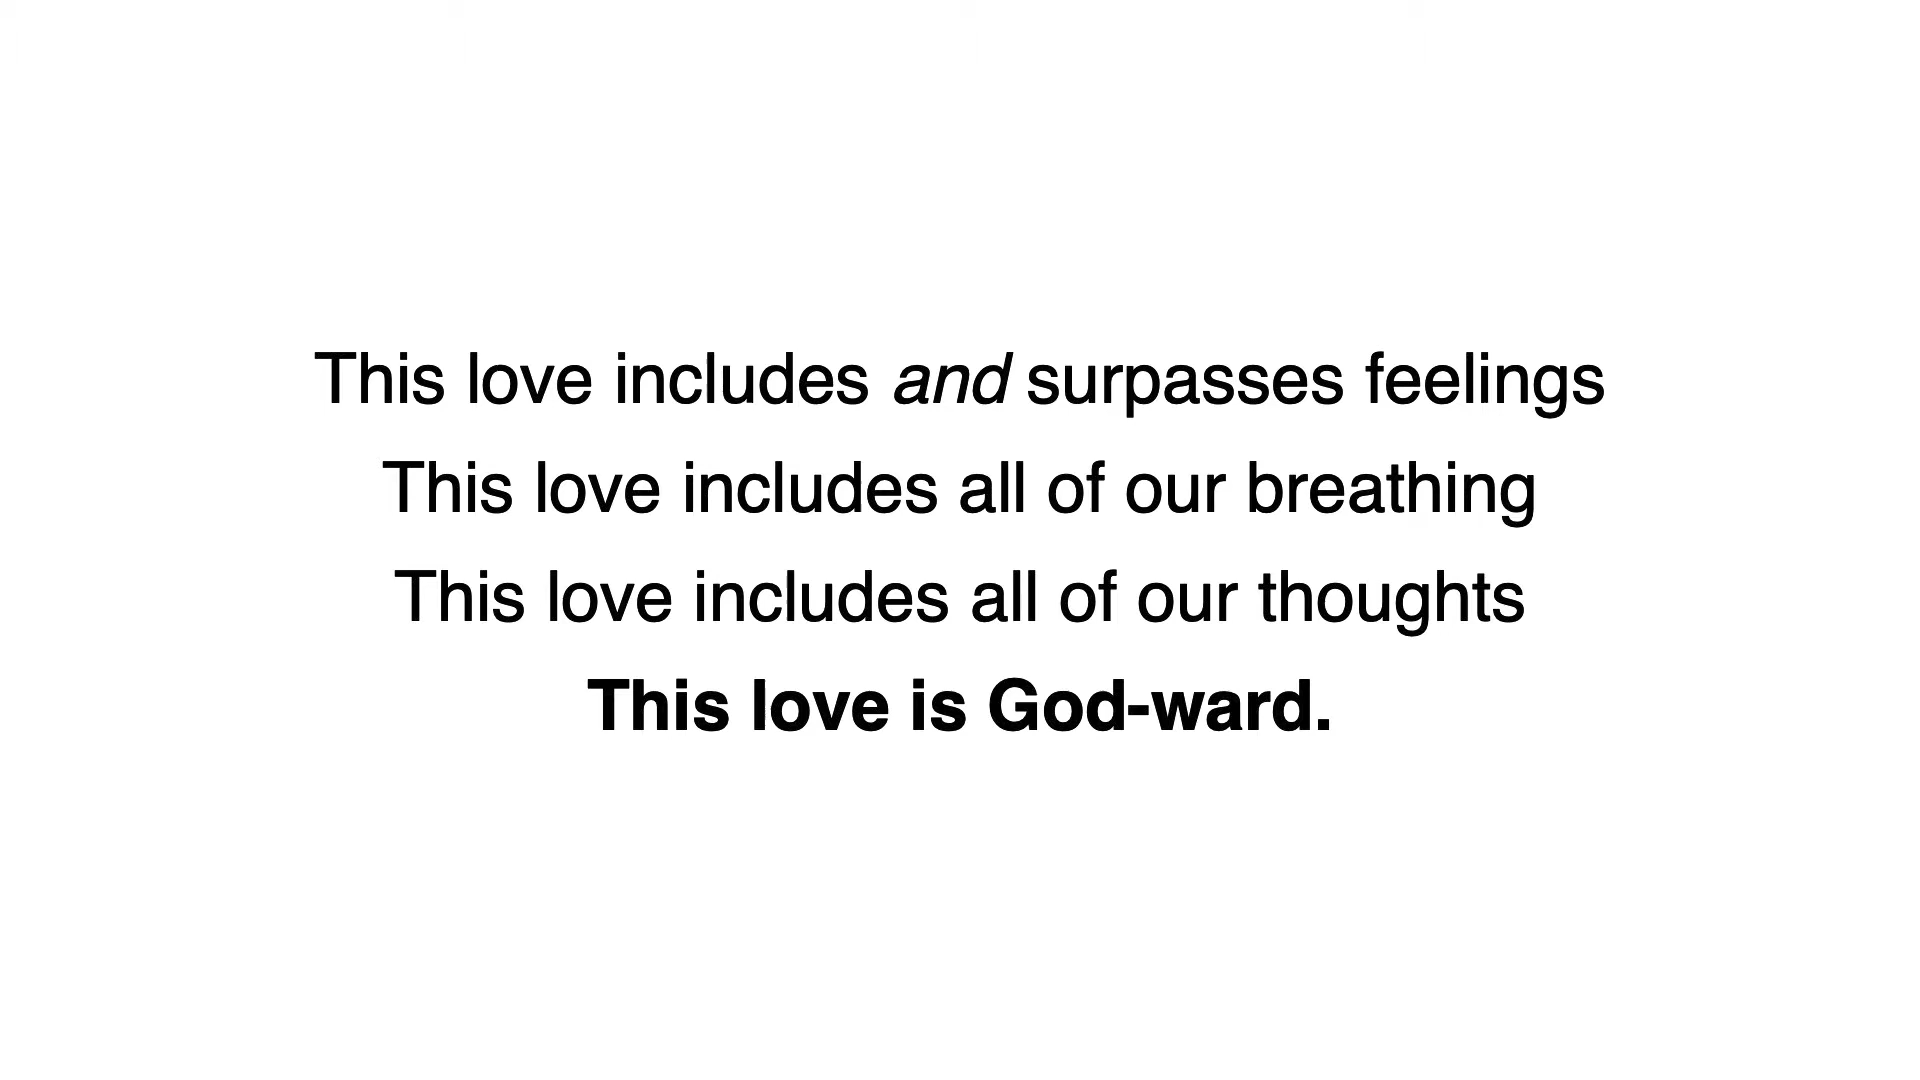 This love includes and surpasses feelings
This love includes all of our breathing
This love includes all of our thoughts
This love is God-ward.